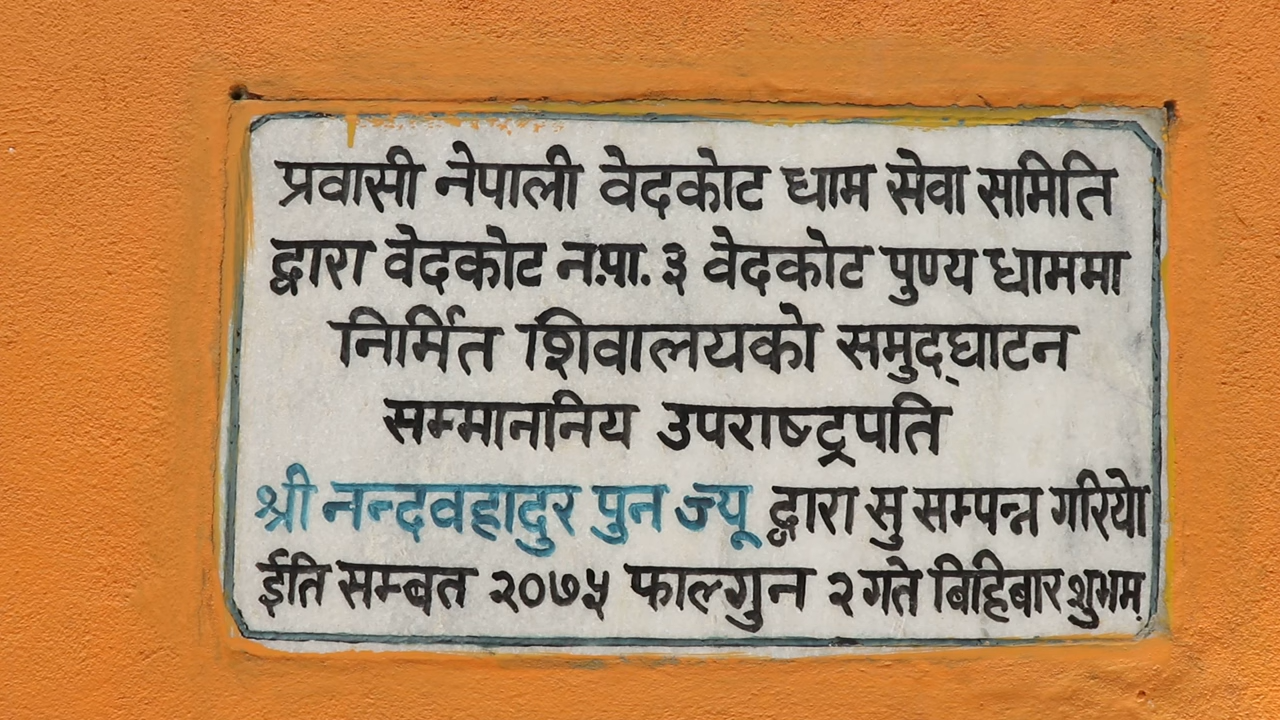 प्रवासी नेपाली वेदकोट धाम सेवा समिति
द्वारा वेदकोट न.पा. ३ वेदकोट पुण्य धाममा
निर्मित शिवालयको समुद्घाटन
सम्माननिय उपराष्ट्रपति
श्री नन्दवहादुर पुन ज्यू द्वारा सु सम्पन्न गरियो
ईति सम्बत २०७५ फाल्गुन २ गते बिहिबार शुभम्